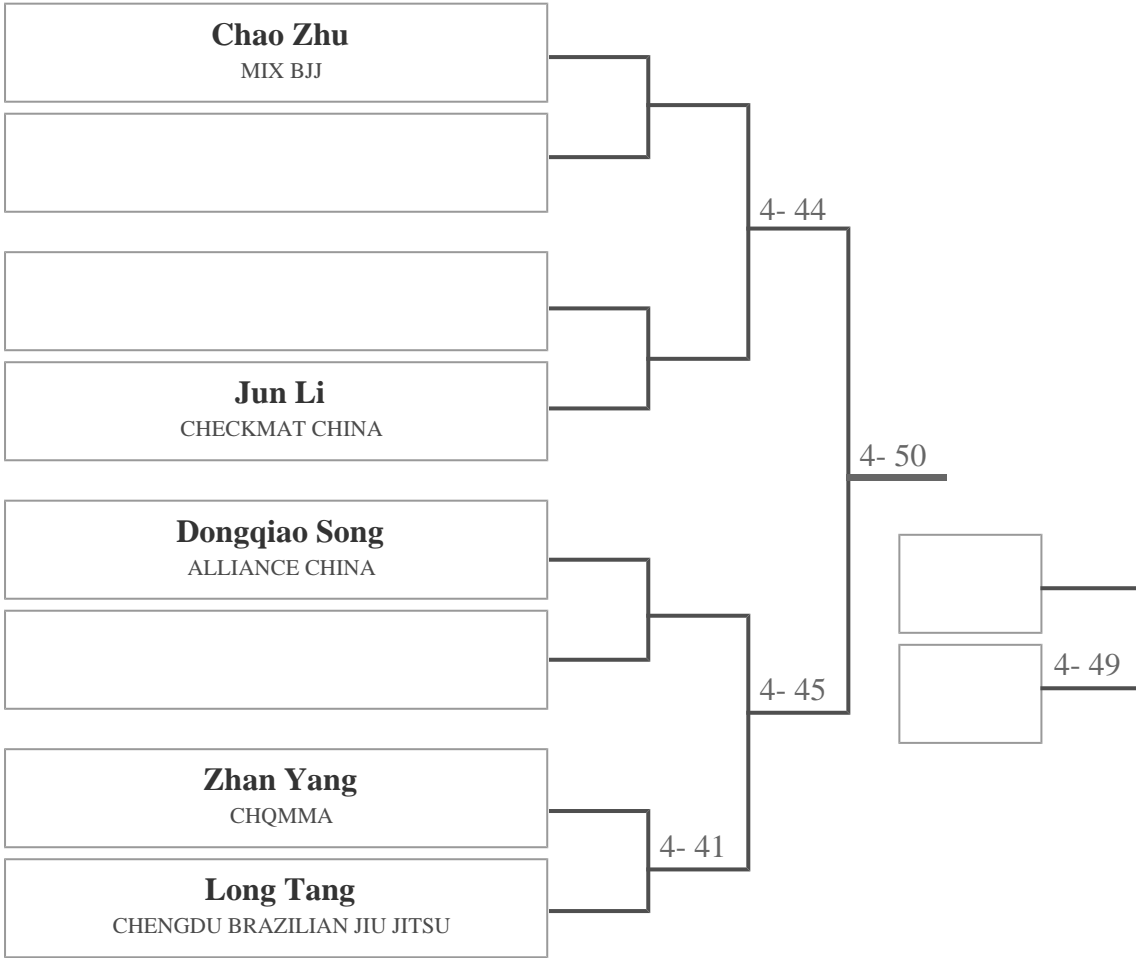 Chao Zhu
MIX BJJ
4- 44
Jun Li
CHECKMAT CHINA
4- 50
Dongqiao Song
ALLIANCE CHINA
4- 45
4- 49
Zhan Yang
CHQMMA
4- 41
Long Tang
CHENGDU BRAZILIAN JIU JITSU